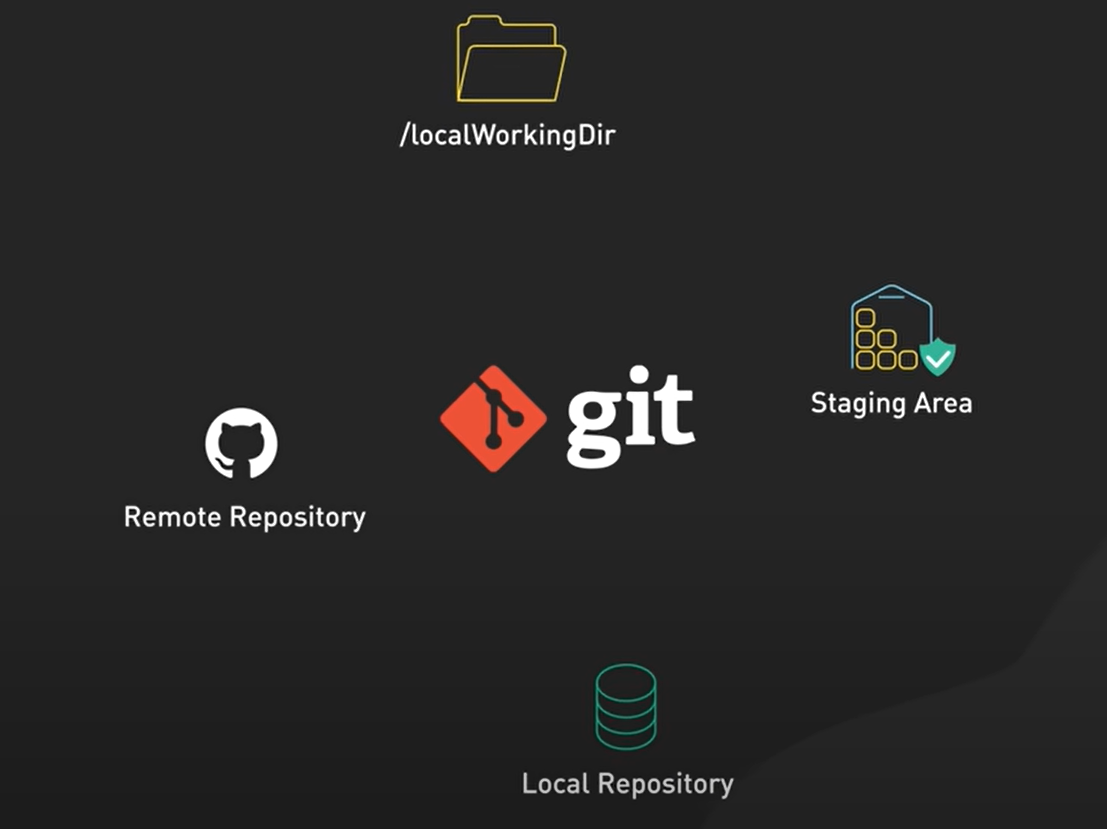 /localWorkingDir
Staging Area
git
Remote Repository
Local Repository